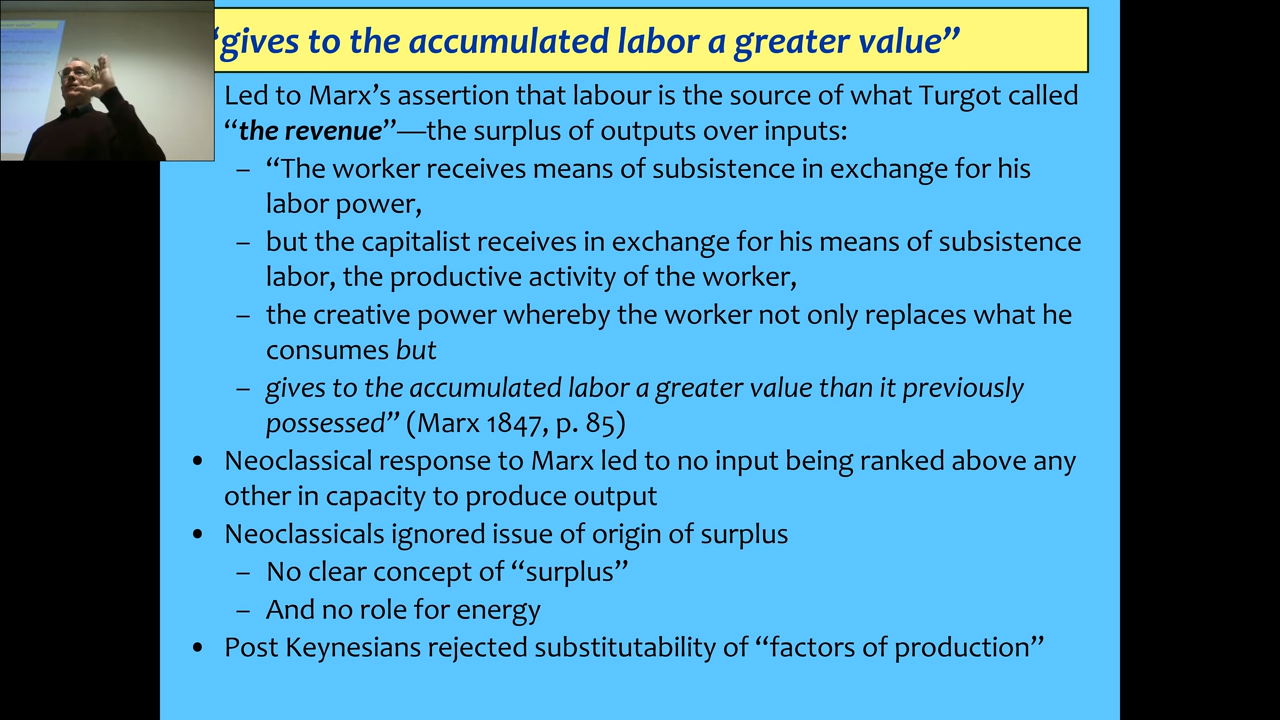 “gives to the accumulated labor a greater value”
Led to Marx’s assertion that labour is the source of what Turgot called
“the revenue”—the surplus of outputs over inputs:
– “The worker receives means of subsistence in exchange for his
labor power,
– but the capitalist receives in exchange for his means of subsistence
labor, the productive activity of the worker,
– the creative power whereby the worker not only replaces what he
consumes but
– gives to the accumulated labor a greater value than it previously
possessed” (Marx 1847, p. 85)
• Neoclassical response to Marx led to no input being ranked above any
other in capacity to produce output
• Neoclassicals ignored issue of origin of surplus
– No clear concept of “surplus”
– And no role for energy
• Post Keynesians rejected substitutability of “factors of production”